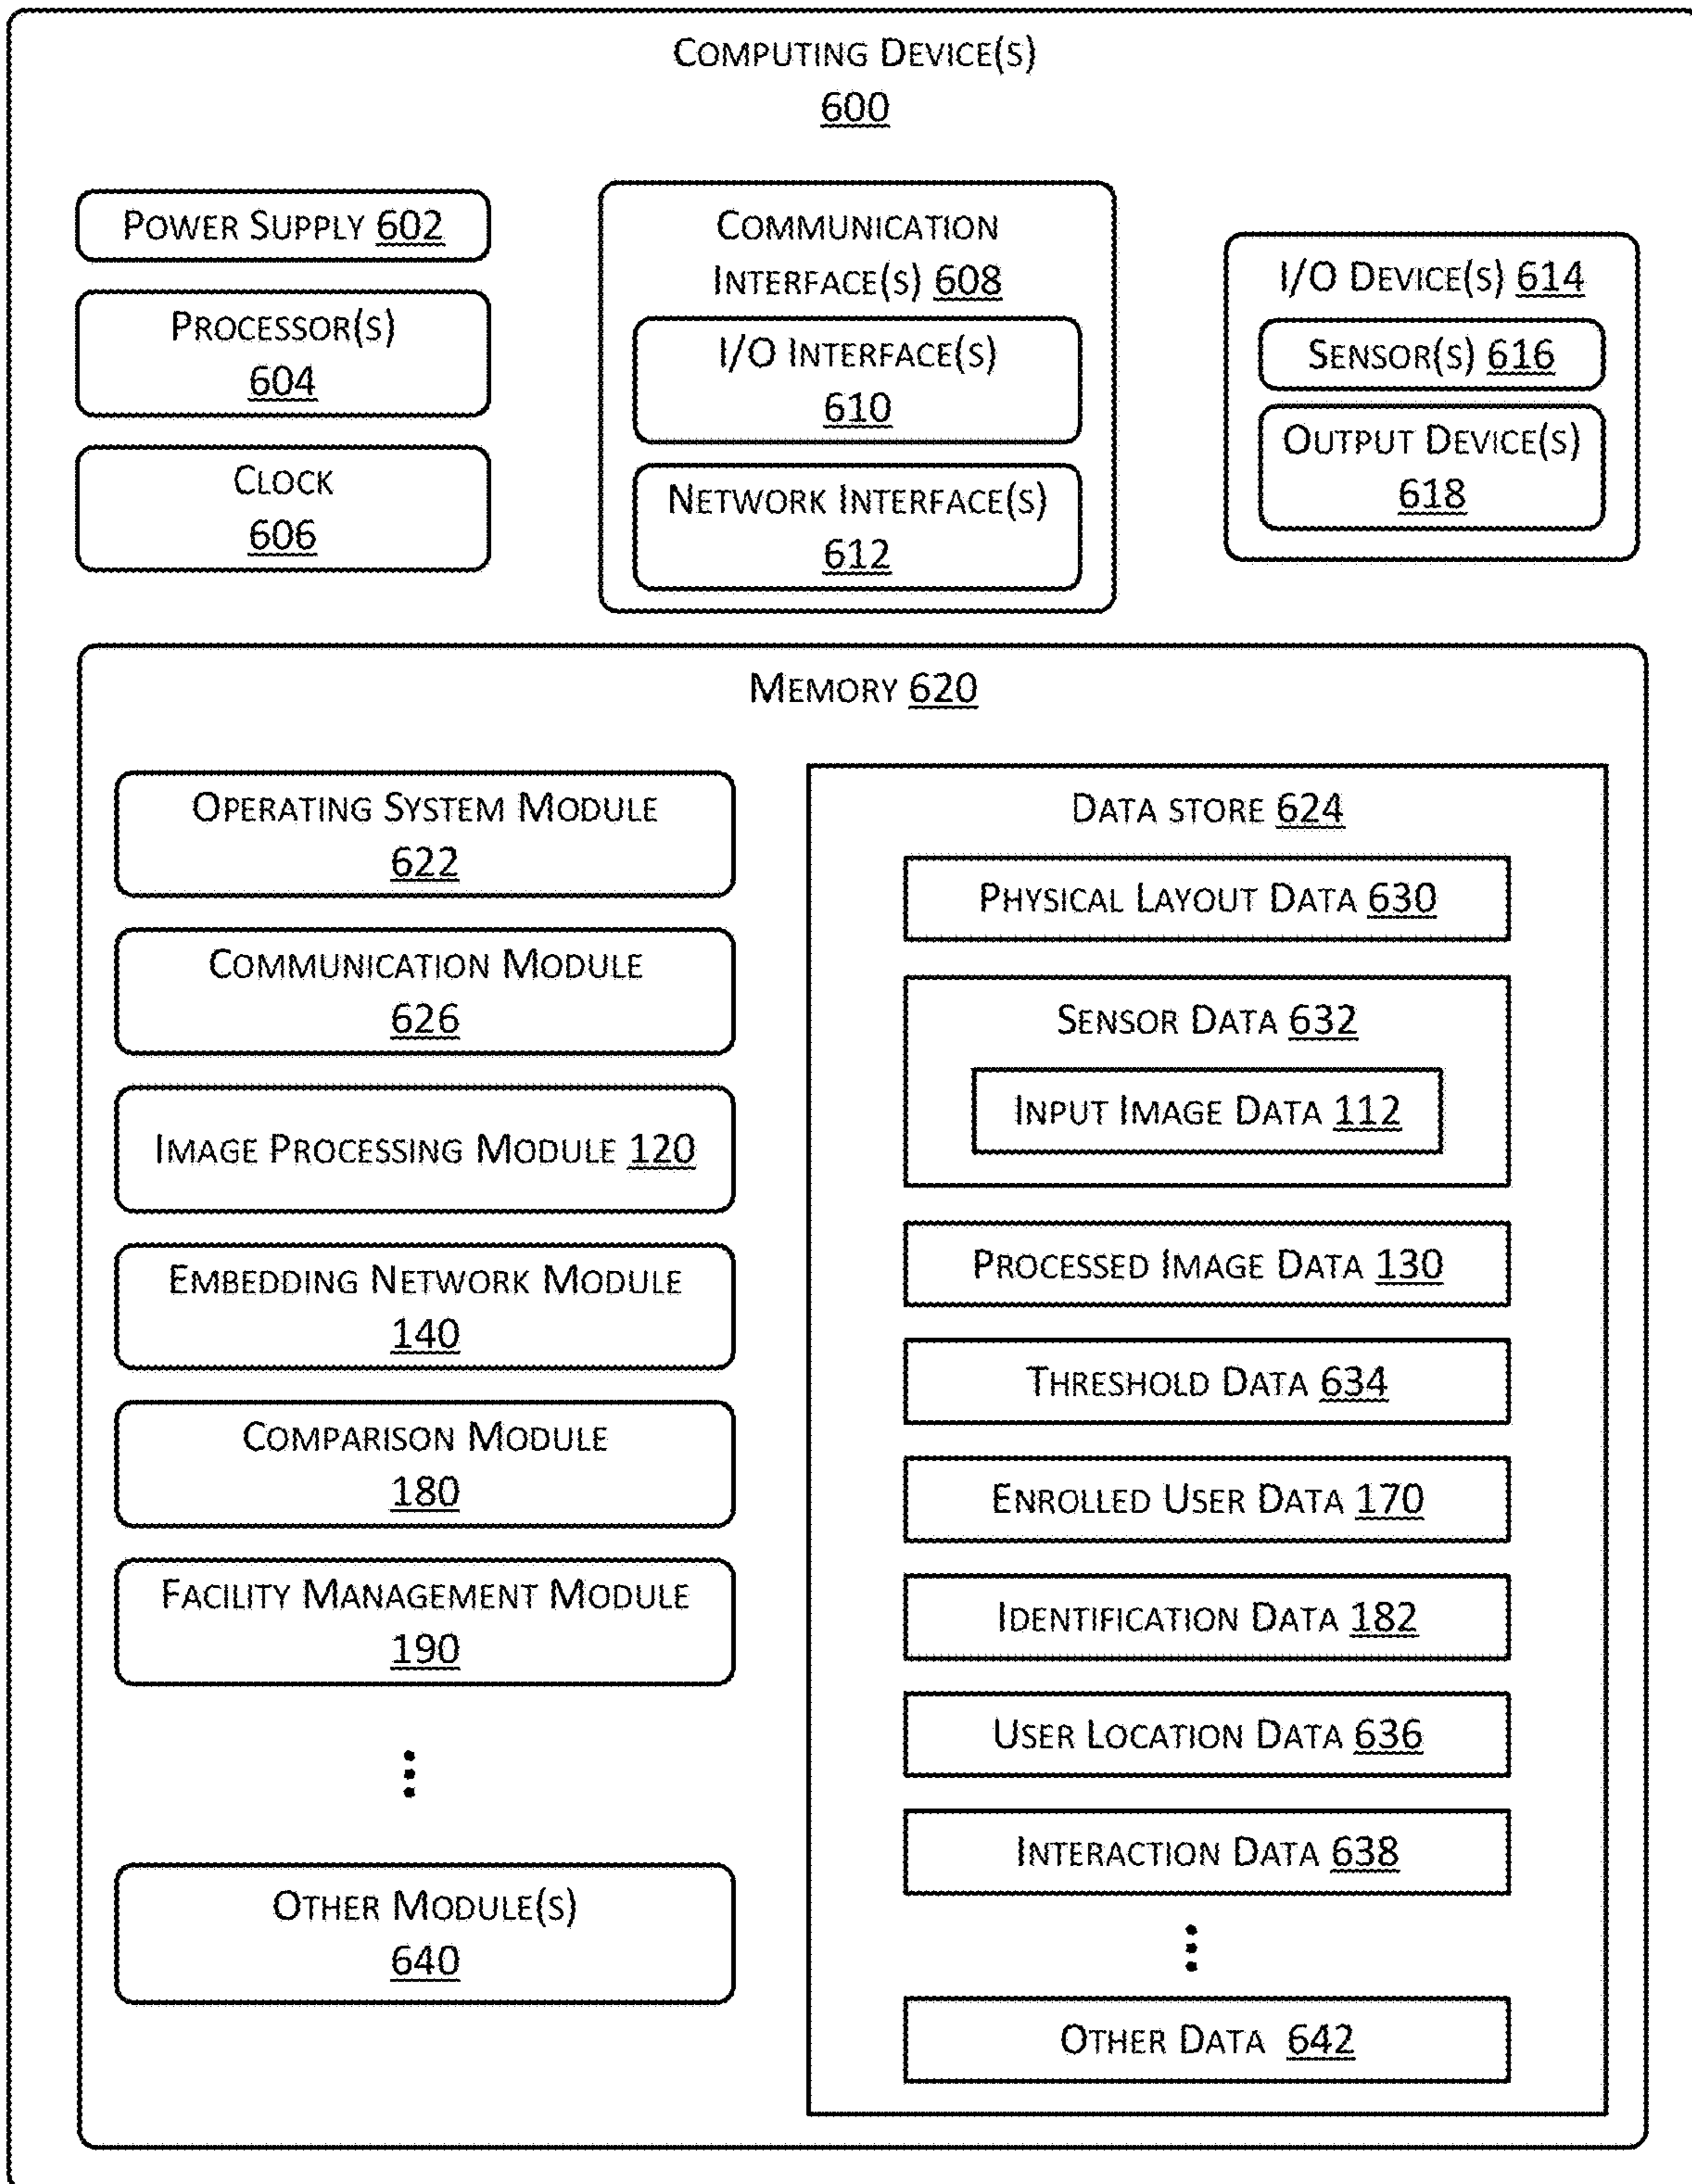 COMPUTING DEVICE(S)
600
POWER SUPPLY 602
PROCESSOR(S)
604
CLOCK
606
COMMUNICATION
INTERFACE(S) 608
I/O INTERFACE(S)
610
NETWORK INTERFACE(S)
612
I/O DEVICE(S) 614
SENSOR(S) 616
OUTPUT DEVICE(S)
618
MEMORY 620
OPERATING SYSTEM MODULE
622
COMMUNICATION MODULE
626
IMAGE PROCESSING MODULE 120
EMBEDDING NETWORK MODULE
140
COMPARISON MODULE
180
FACILITY MANAGEMENT MODULE
190
OTHER MODULE(S)
640
DATA STORE 624
PHYSICAL LAYOUT DATA 630
SENSOR DATA 632
INPUT IMAGE DATA 112
PROCESSED IMAGE DATA 130
THRESHOLD DATA 634
ENROLLED USER DATA 170
IDENTIFICATION DATA 182
USER LOCATION DATA 636
INTERACTION DATA 638
OTHER DATA 642